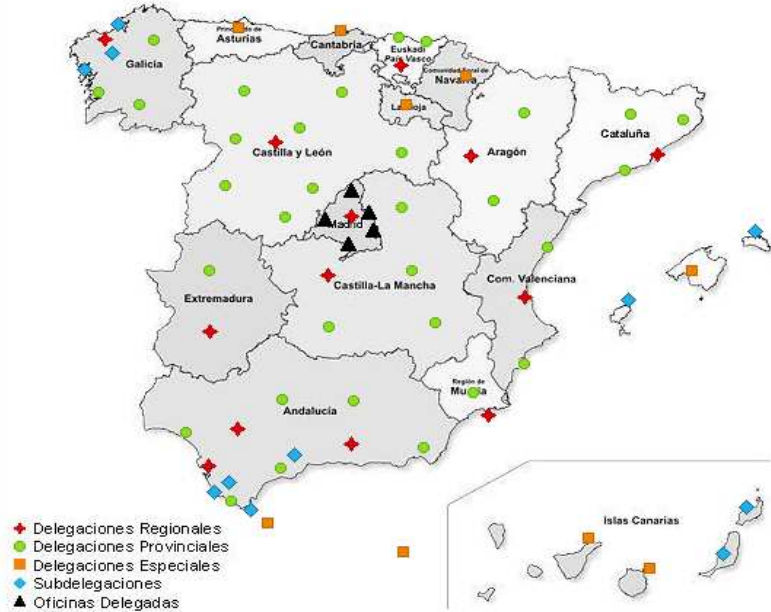 Principado de
Asturias
Cantabria
Euskadi
País Vasco
Galicia
Comunidad Foral de
Navarra
La Rioja
Cataluña
Castilla y León
Aragón
Madrid
Com. Valenciana
Castilla-La Mancha
Extremadura
Región de
Murcia
Andalucía
Islas Canarias
Delegaciones Regionales
Delegaciones Provinciales
Delegaciones Especiales
Subdelegaciones
Oficinas Delegadas